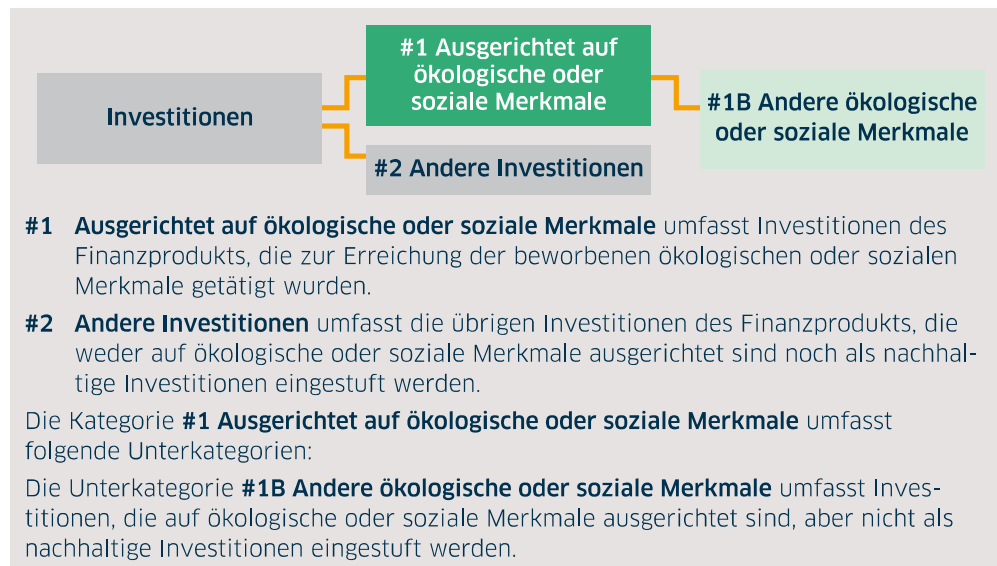 #1 Ausgerichtet auf
ökologische oder
soziale Merkmale
Investitionen
#1B Andere ökologische
oder soziale Merkmale
#2 Andere Investitionen
#1 Ausgerichtet auf ökologische oder soziale Merkmale umfasst Investitionen des
Finanzprodukts, die zur Erreichung der beworbenen ökologischen oder sozialen
Merkmale getätigt wurden.
#2 Andere Investitionen umfasst die übrigen Investitionen des Finanzprodukts, die
weder auf ökologische oder soziale Merkmale ausgerichtet sind noch als nachhal-
tige Investitionen eingestuft werden.
Die Kategorie #1 Ausgerichtet auf ökologische oder soziale Merkmale umfasst
folgende Unterkategorien:
Die Unterkategorie #1B Andere ökologische oder soziale Merkmale umfasst Inves-
titionen, die auf ökologische oder soziale Merkmale ausgerichtet sind, aber nicht als
nachhaltige Investitionen eingestuft werden.